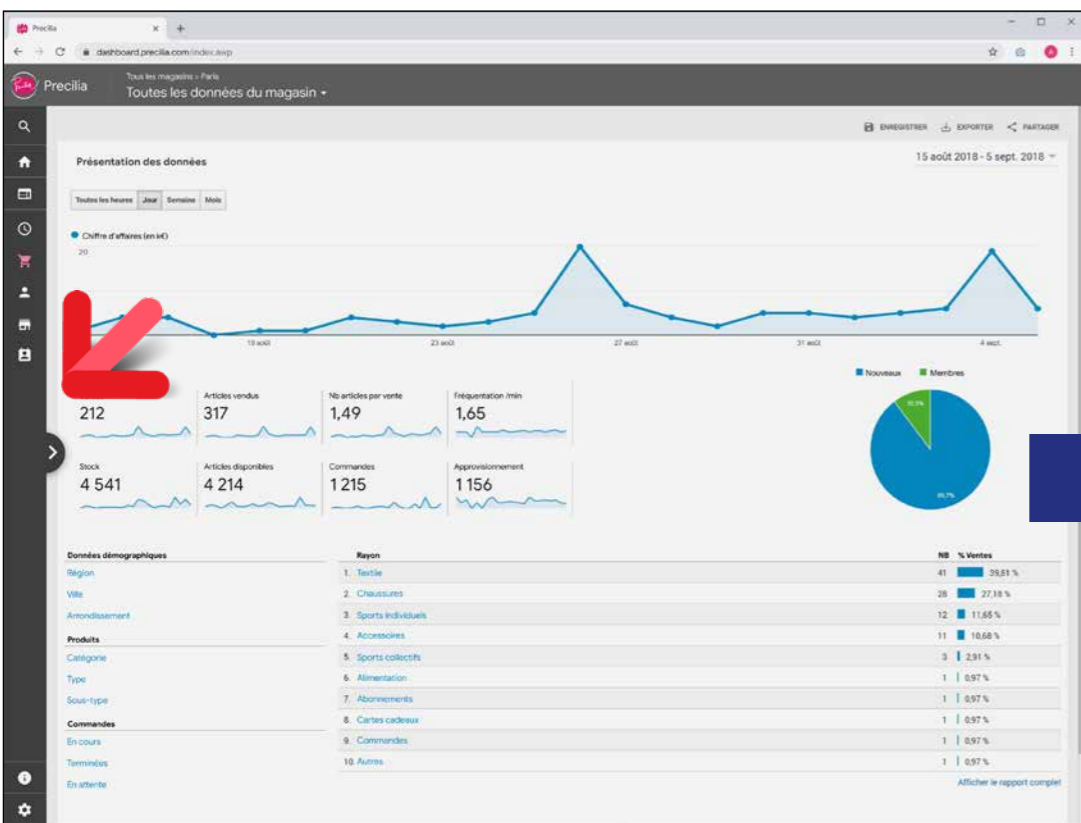 Precilia
dashboard.precilia.com/index.awp
Precilia
Tous les magasins > Paris
Toutes les données du magasin
ENREGISTRER EXPORTER PARTAGER
Présentation des données
15 août 2018 - 5 sept. 2018
Toutes les heures Jour Semaine Mois
Chiffre d'affaires (en k€)
20
19 août 23 août 27 août 31 août 4 sept.
Nouveaux Membres
Articles vendus Nb articles par vente Fréquentation /min
212 317 1,49 1,65
Stock Articles disponibles Commandes Approvisionnement
4 541 4 214 1 215 1 156
Données démographiques Rayon NB % Ventes
Région 1. Textile 41 39,81 %
Ville 2. Chaussures 28 27,18 %
Arrondissement 3. Sports individuels 12 11,65 %
Produits 4. Accessoires 11 10,68 %
Catégorie 5. Sports collectifs 3 2,91 %
Type 6. Alimentation 1 0,97 %
Sous-type 7. Abonnements 1 0,97 %
Commandes 8. Cartes cadeaux 1 0,97 %
En cours 9. Commandes 1 0,97 %
Terminées 10. Autres 1 0,97 %
En attente Afficher le rapport complet